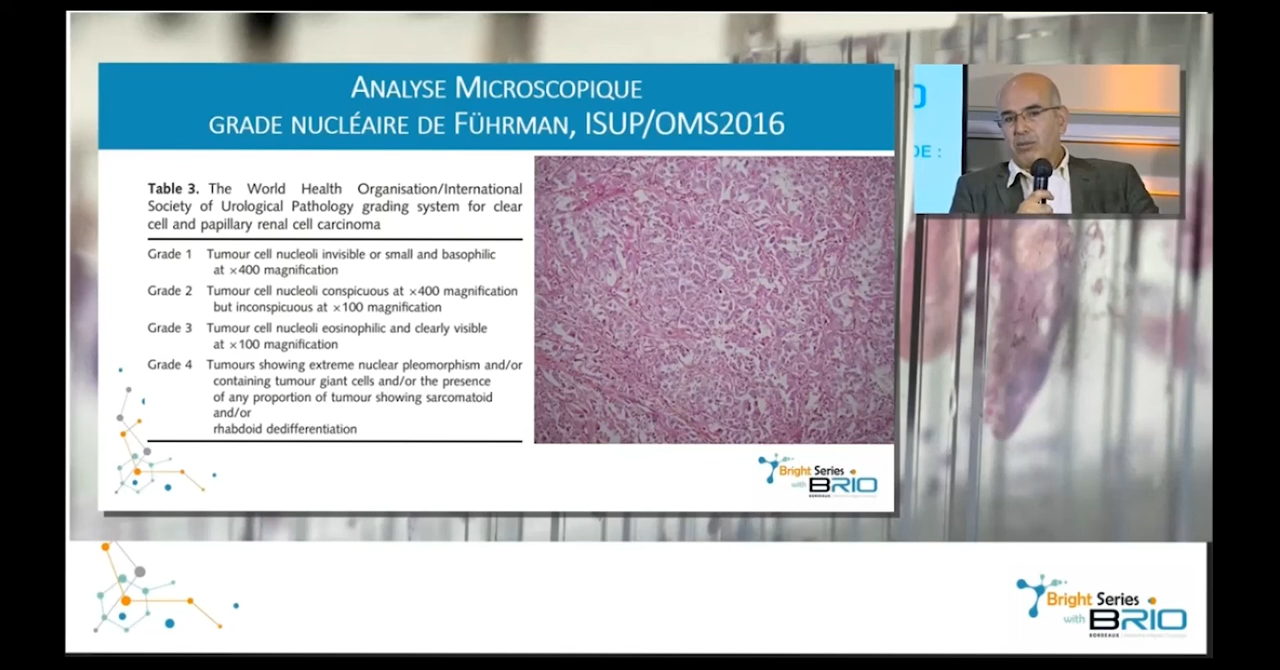 ANALYSE MICROSCOPIQUE
GRADE NUCLÉAIRE DE FÜHRMAN, ISUP/OMS2016
Table 3. The World Health Organisation/International
Society of Urological Pathology grading system for clear
cell and papillary renal cell carcinoma
Grade 1 Tumour cell nucleoli invisible or small and basophilic
at ×400 magnification
Grade 2 Tumour cell nucleoli conspicuous at ×400 magnification
but inconspicuous at ×100 magnification
Grade 3 Tumour cell nucleoli eosinophilic and clearly visible
at ×100 magnification
Grade 4 Tumours showing extreme nuclear pleomorphism and/or
containing tumour giant cells and/or the presence
of any proportion of tumour showing sarcomatoid
and/or
rhabdoid dedifferentiation
Bright Series
with BRIO
BORDEAUX
DE :
Bright Series
with BRIO
BORDEAUX